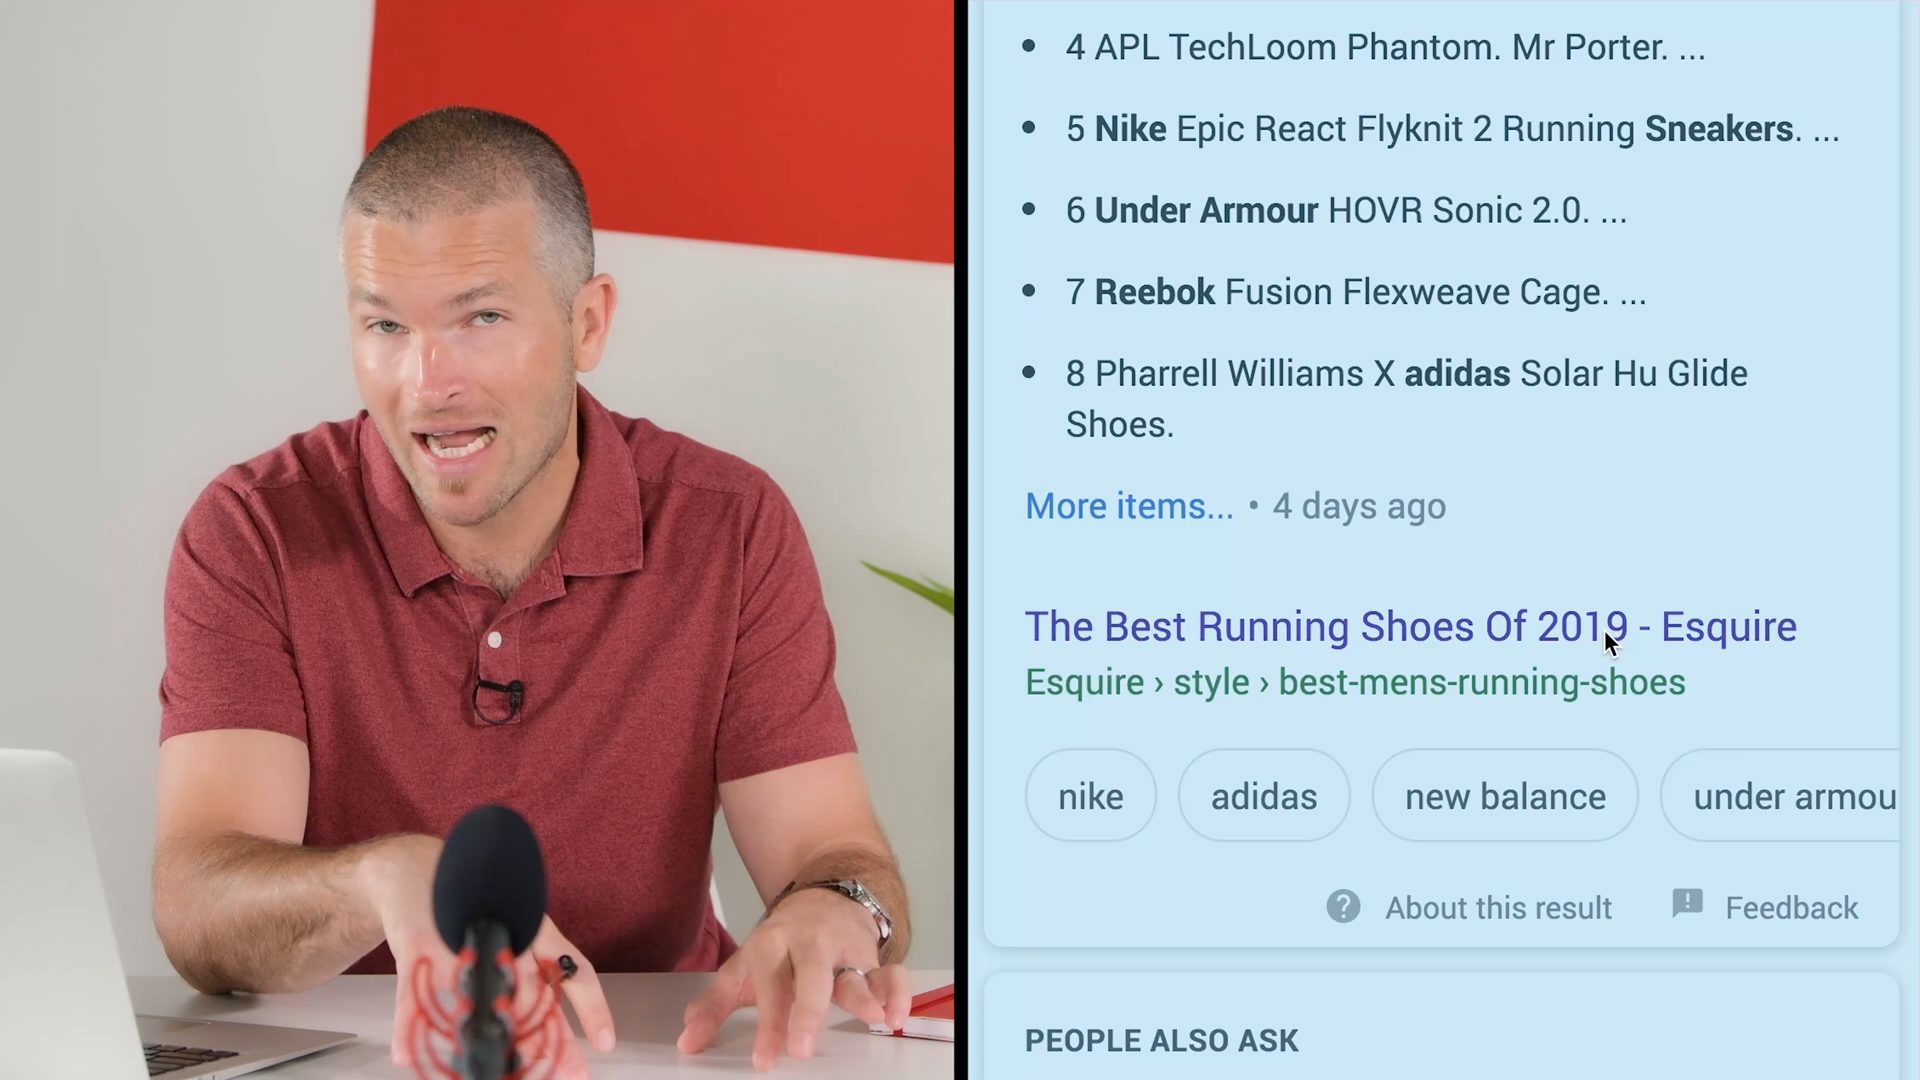 • 4 APL TechLoom Phantom. Mr Porter. ...
• 5 Nike Epic React Flyknit 2 Running Sneakers. ...
• 6 Under Armour HOVR Sonic 2.0. ...
• 7 Reebok Fusion Flexweave Cage. ...
• 8 Pharrell Williams X adidas Solar Hu Glide
Shoes.
More items... • 4 days ago
The Best Running Shoes Of 2019 - Esquire
Esquire › style › best-mens-running-shoes
nike adidas new balance under armou
? About this result ! Feedback
PEOPLE ALSO ASK